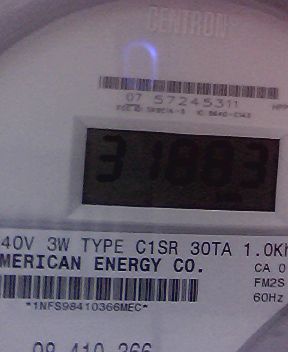 CENTRON
07 57245311
31883
40V 3W TYPE C1SR 30TA 1.0Kh
MERICAN ENERGY CO.
CA 0
FM2S
60Hz
*1NFS98410366MEC*
98 410 366